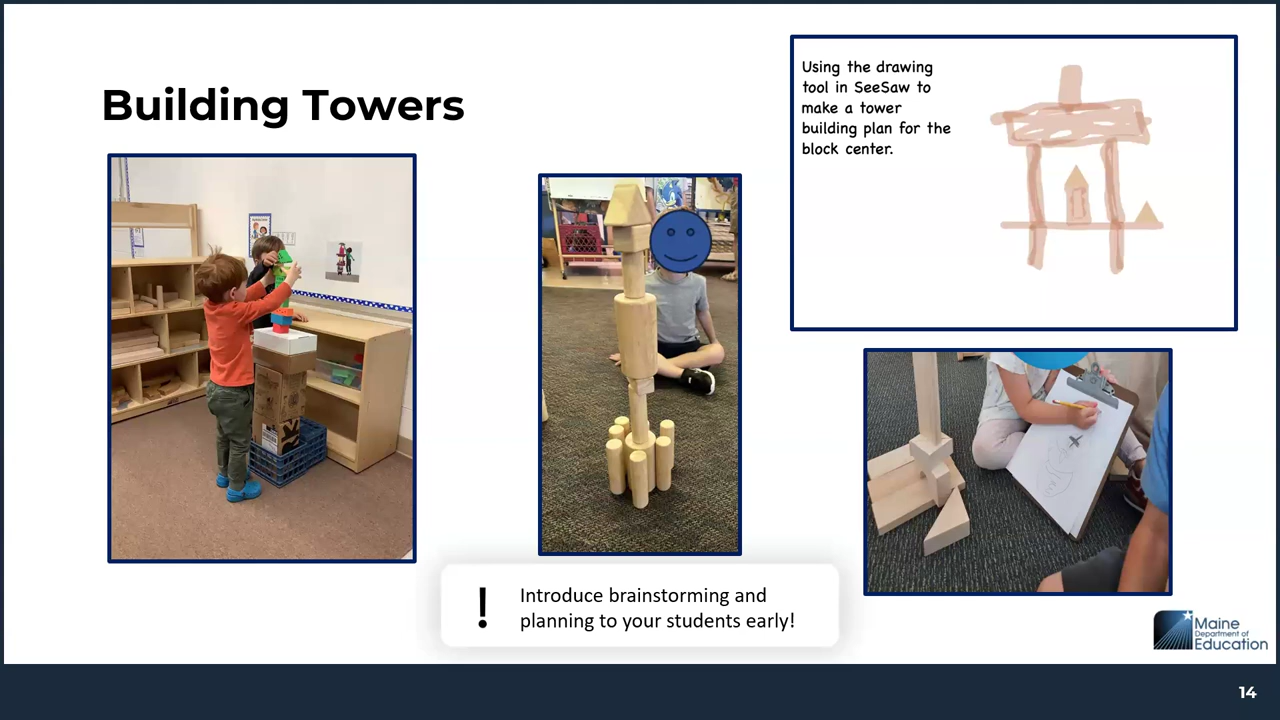 Building Towers
Using the drawing
tool in SeeSaw to
make a tower
building plan for the
block center.
! Introduce brainstorming and
planning to your students early!
Maine
Department of
Education
14